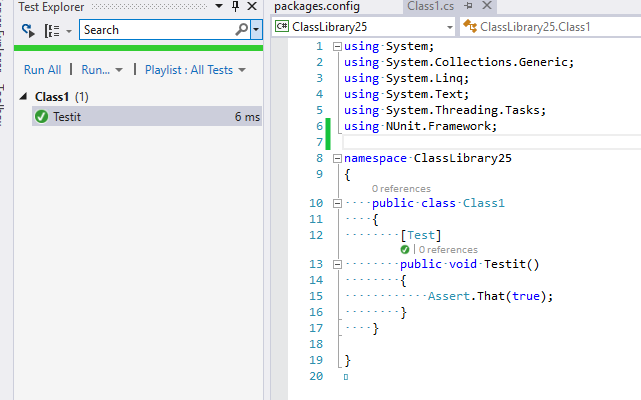 Test Explorer
Search
Run All | Run... | Playlist : All Tests
Class1 (1)
Testit 6 ms
packages.config Class1.cs
ClassLibrary25 ClassLibrary25.Class1
1 using System;
2 using System.Collections.Generic;
3 using System.Linq;
4 using System.Text;
5 using System.Threading.Tasks;
6 using NUnit.Framework;
7
8 namespace ClassLibrary25
9 {
0 references
10 public class Class1
11 {
12 [Test]
| 0 references
13 public void Testit()
14 {
15 Assert.That(true);
16 }
17 }
18
19 }
20